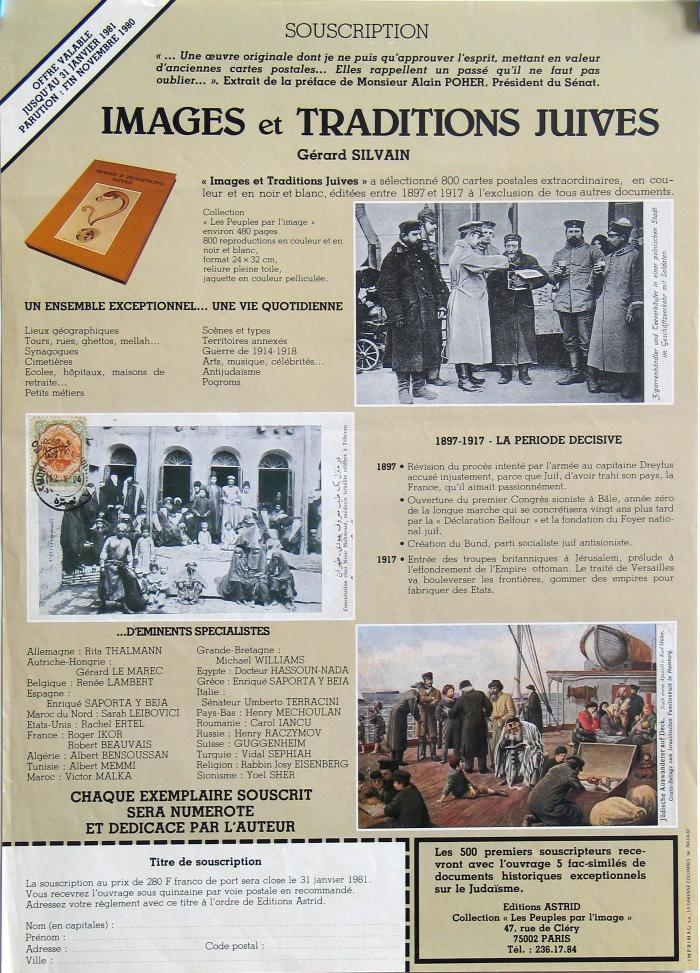 OFFRE VALABLE
JUSQU'AU 31 JANVIER 1981
PARUTION : FIN NOVEMBRE 1980
SOUSCRIPTION
« ... Une œuvre originale dont je ne puis qu'approuver l'esprit, mettant en valeur
d'anciennes cartes postales... Elles rappellent un passé qu'il ne faut pas
oublier... ». Extrait de la préface de Monsieur Alain POHER, Président du Sénat.
IMAGES et TRADITIONS JUIVES
Gérard SILVAIN
IMAGES et TRADITIONS
JUIVES
« Images et Traditions Juives » a sélectionné 800 cartes postales extraordinaires, en cou-
leur et en noir et blanc, éditées entre 1897 et 1917 à l'exclusion de tous autres documents.
Collection
« Les Peuples par l'image »
environ 480 pages
800 reproductions en couleur et en
noir et blanc,
format 24 × 32 cm,
reliure pleine toile,
jaquette en couleur pelliculée.
Zigarrenhändler und Teeverkäufer in einer polnischen Stadt
im Geschäftsverkehr mit Soldaten.
UN ENSEMBLE EXCEPTIONNEL... UNE VIE QUOTIDIENNE
Lieux géographiques
Tours, rues, ghettos, mellah...
Synagogues
Cimetières
Ecoles, hôpitaux, maisons de
retraite...
Petits métiers
Scènes et types
Territoires annexés
Guerre de 1914-1918
Arts, musique, célébrités...
Antijudaïsme
Pogroms
1897-1917 - LA PERIODE DECISIVE
1897 • Révision du procès intenté par l'armée au capitaine Dreyfus
accusé injustement, parce que Juif, d'avoir trahi son pays, la
France, qu'il aimait passionnément.
• Ouverture du premier Congrès sioniste à Bâle, année zéro
de la longue marche qui se concrétisera vingt ans plus tard
par la « Déclaration Balfour » et la fondation du Foyer natio-
nal juif.
• Création du Bund, parti socialiste juif antisioniste.
1917 • Entrée des troupes britanniques à Jérusalem, prélude à
l'effondrement de l'Empire ottoman. Le traité de Versailles
va bouleverser les frontières, gommer des empires pour
fabriquer des Etats.
...D'EMINENTS SPECIALISTES
Allemagne : Rita THALMANN
Autriche-Hongrie :
Gérard LE MAREC
Belgique : Renée LAMBERT
Espagne :
Enriqué SAPORTA Y BEJA
Maroc du Nord : Sarah LEIBOVICI
Etats-Unis : Rachel ERTEL
France : Roger IKOR
Robert BEAUVAIS
Algérie : Albert BENSOUSSAN
Tunisie : Albert MEMMI
Maroc : Victor MALKA
Grande-Bretagne :
Michael WILLIAMS
Egypte : Docteur HASSOUN-NADA
Grèce : Enriqué SAPORTA Y BEJA
Italie :
Sénateur Umberto TERRACINI
Pays-Bas : Henry MECHOULAN
Roumanie : Carol IANCU
Russie : Henri RACZYMOV
Suisse : GUGGENHEIM
Turquie : Vidal SEPHIAH
Religion : Rabbin Josy EISENBERG
Sionisme : Yoel SHER
Jüdische Auswanderer auf Deck.
CHAQUE EXEMPLAIRE SOUSCRIT
SERA NUMEROTE
ET DEDICACE PAR L'AUTEUR
Titre de souscription
La souscription au prix de 280 F franco de port sera close le 31 janvier 1981.
Vous recevrez l'ouvrage sous quinzaine par voie postale en recommandé.
Adressez votre règlement avec ce titre à l'ordre de Editions Astrid.
Nom (en capitales) :
Prénom :
Adresse : Code postal :
Ville :
Les 500 premiers souscripteurs rece-
vront avec l'ouvrage 5 fac-similés de
documents historiques exceptionnels
sur le Judaïsme.
Editions ASTRID
Collection « Les Peuples par l'image »
47, rue de Cléry
75002 PARIS
Tél. : 236.17.84